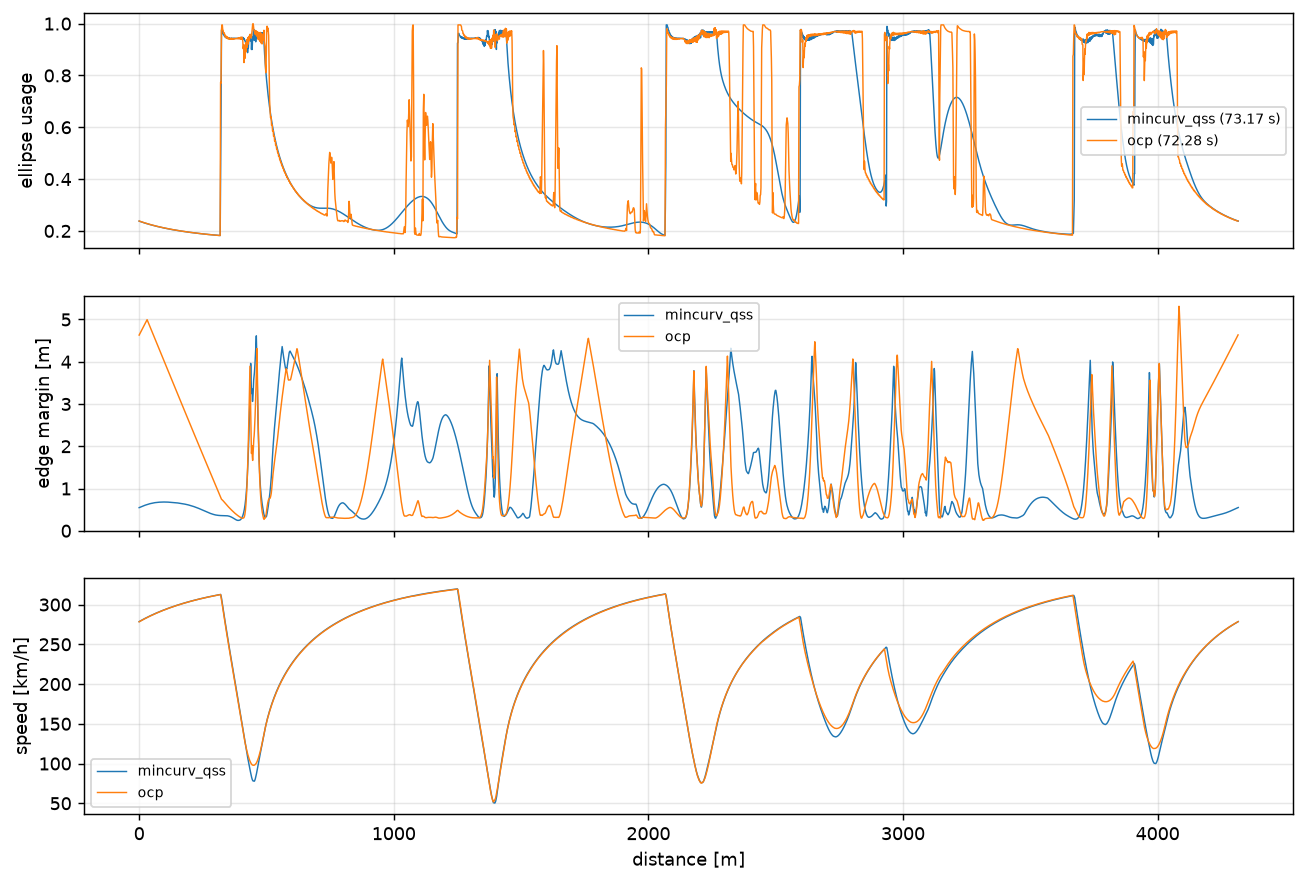 1.0
0.8
0.6
0.4
0.2
ellipse usage
mincurv_qss (73.17 s)
ocp (72.28 s)
5
4
3
2
1
0
edge margin [m]
mincurv_qss
ocp
300
250
200
150
100
50
speed [km/h]
mincurv_qss
ocp
0 1000 2000 3000 4000
distance [m]